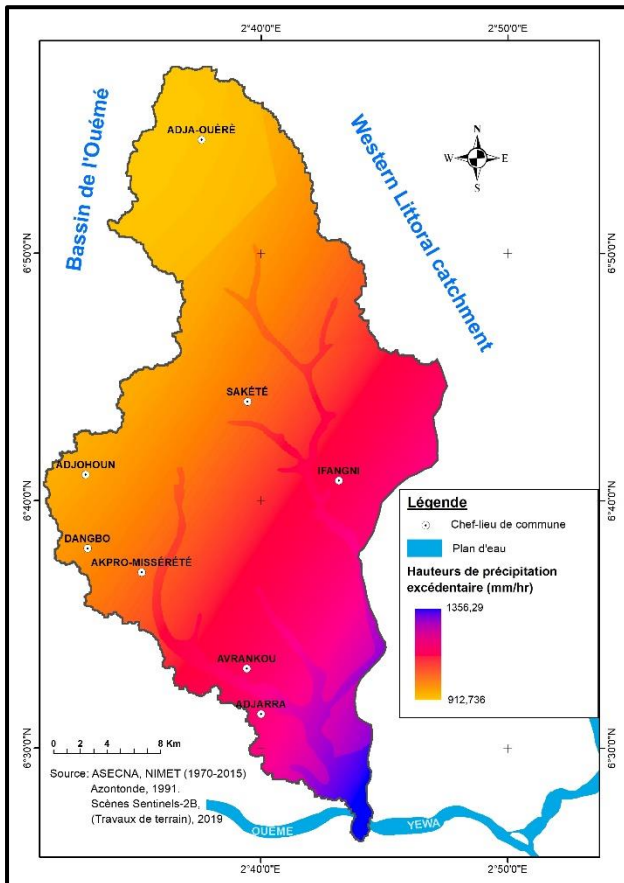 2°40'0"E
2°50'0"E
Bassin de l'Ouémé
Western Littoral catchment
N
W
E
S
6°50'0"N
6°50'0"N
6°40'0"N
6°40'0"N
6°30'0"N
6°30'0"N
ADJA-OUÈRÈ
SAKÉTÉ
ADJOHOUN
IFANGNI
DANGBO
AKPRO-MISSÉRÉTÉ
AVRANKOU
ADJARRA
Légende
Chef-lieu de commune
Plan d'eau
Hauteurs de précipitation
excédentaire (mm/hr)
1356,29
912,736
0 2 4 8 Km
Source: ASECNA, NIMET (1970-2015)
Azontonde, 1991.
Scènes Sentinels-2B,
(Travaux de terrain), 2019
OUÉMÉ
YEWA
2°40'0"E
2°50'0"E